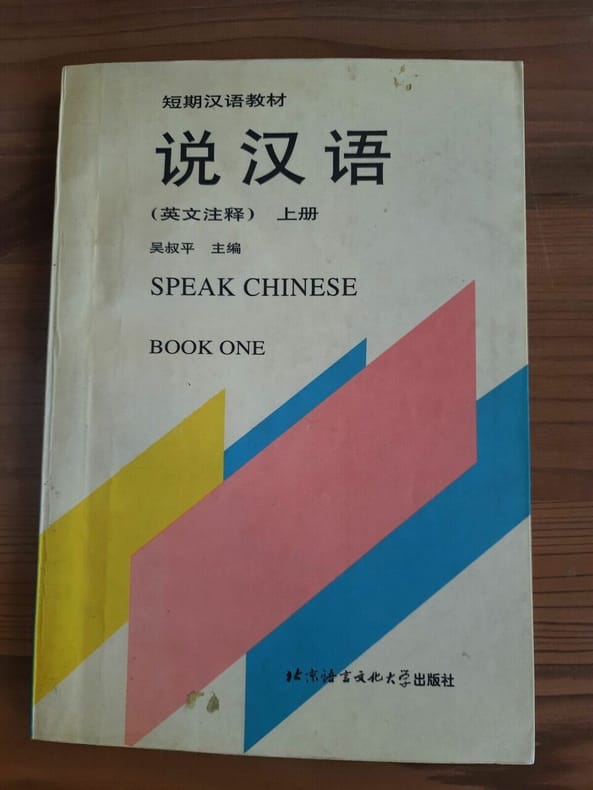 短期汉语教材
说汉语
(英文注释) 上册
吴叔平 主编
SPEAK CHINESE
BOOK ONE
北京语言文化大学出版社